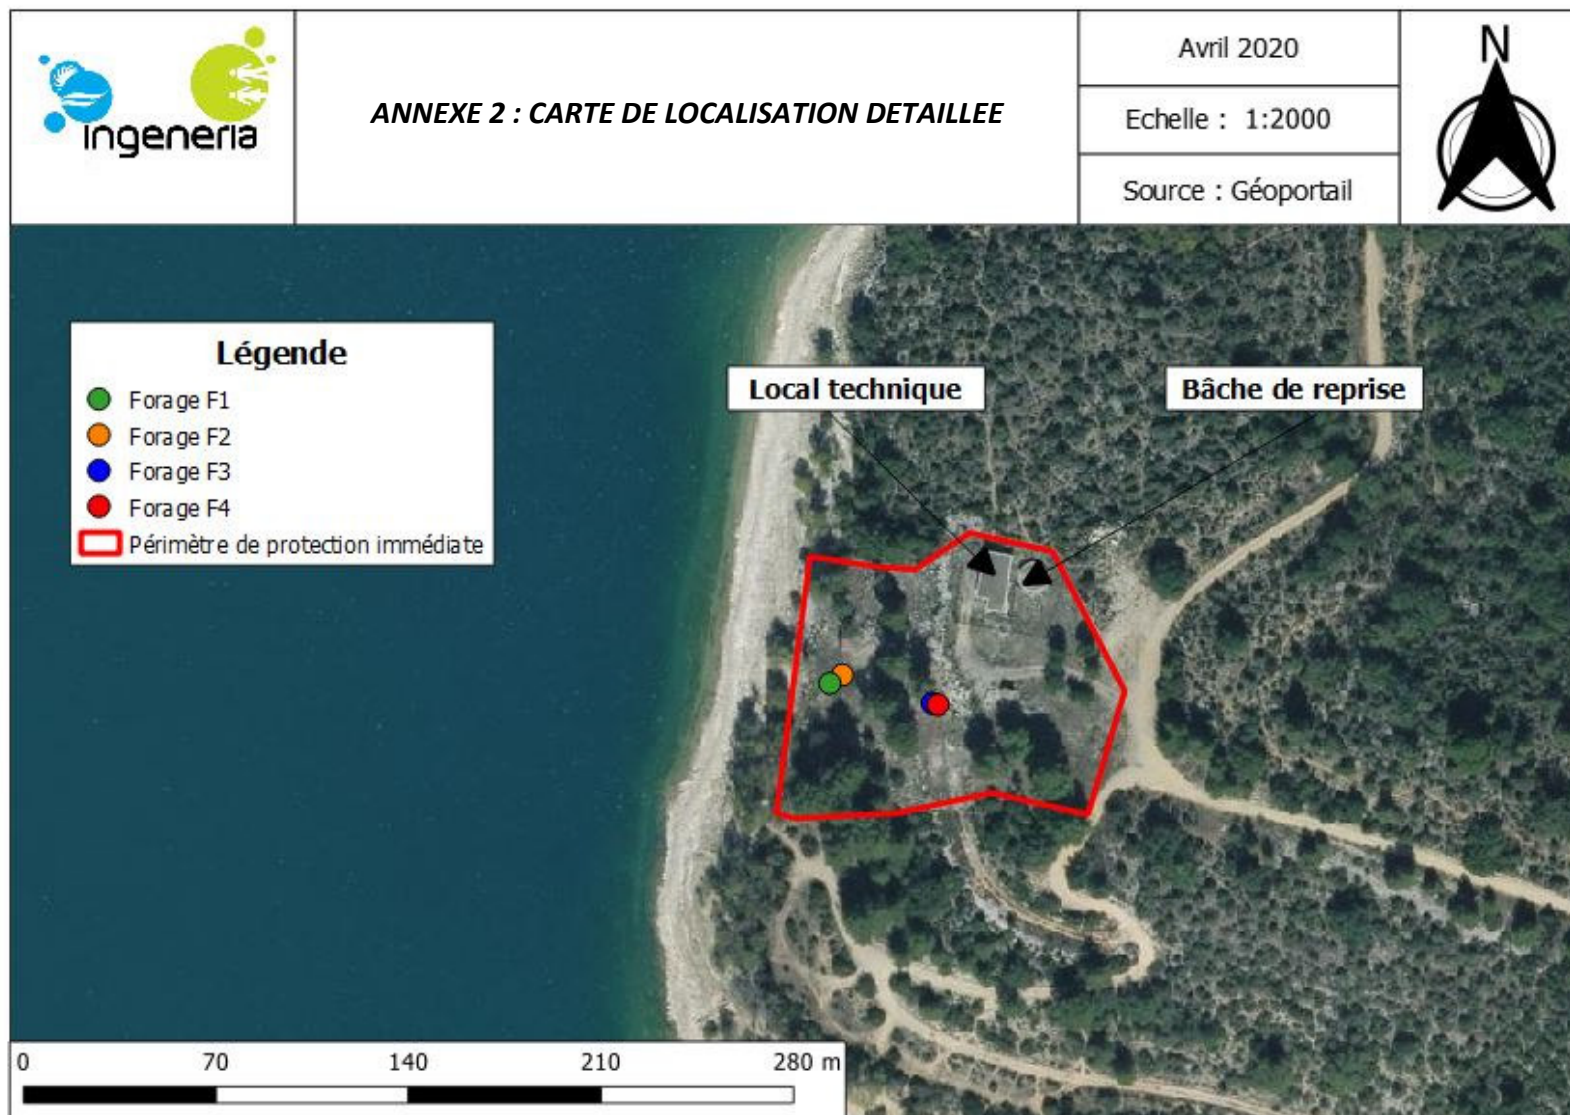 ingeneria
ANNEXE 2 : CARTE DE LOCALISATION DETAILLEE
Avril 2020
Echelle : 1:2000
Source : Géoportail
N
Légende
Forage F1
Forage F2
Forage F3
Forage F4
Périmètre de protection immédiate
Local technique
Bâche de reprise
0 70 140 210 280 m